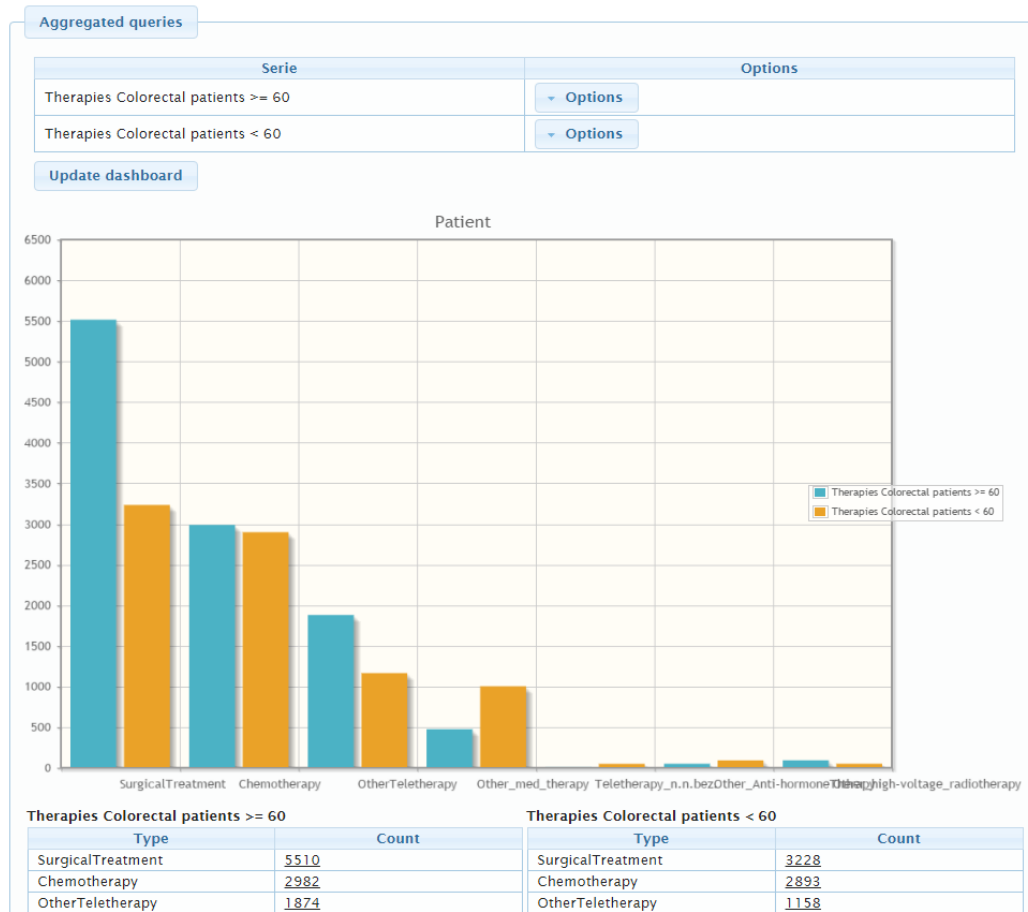 Aggregated queries
Serie Options
Therapies Colorectal patients >= 60 Options
Therapies Colorectal patients < 60 Options
Update dashboard
Patient
6500
6000
5500
5000
4500
4000
3500
Therapies Colorectal patients >= 60
Therapies Colorectal patients < 60
3000
2500
2000
1500
1000
500
0
SurgicalTreatment Chemotherapy OtherTeletherapy Other_med_therapy Teletherapy_n.n.bez. Other_Anti-hormone high-voltage_radiotherapy
Therapies Colorectal patients >= 60 Therapies Colorectal patients < 60
Type Count Type Count
SurgicalTreatment 5510 SurgicalTreatment 3228
Chemotherapy 2982 Chemotherapy 2893
OtherTeletherapy 1874 OtherTeletherapy 1158